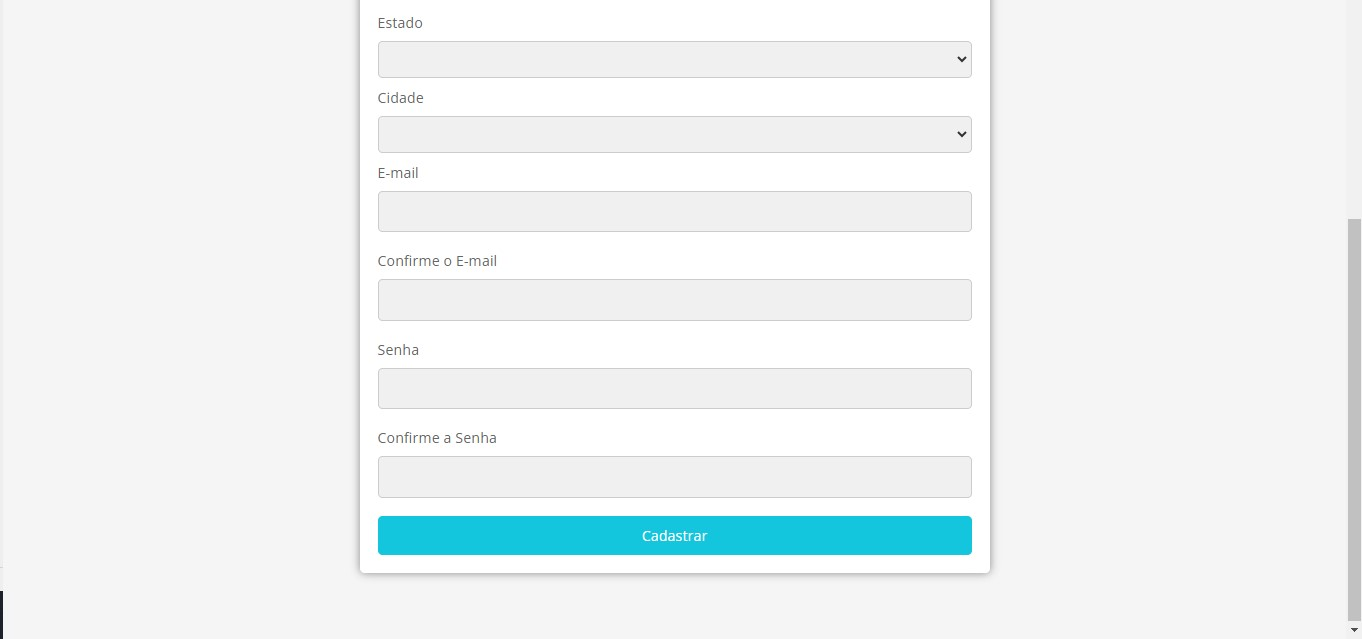 Estado
Cidade
E-mail
Confirme o E-mail
Senha
Confirme a Senha
Cadastrar